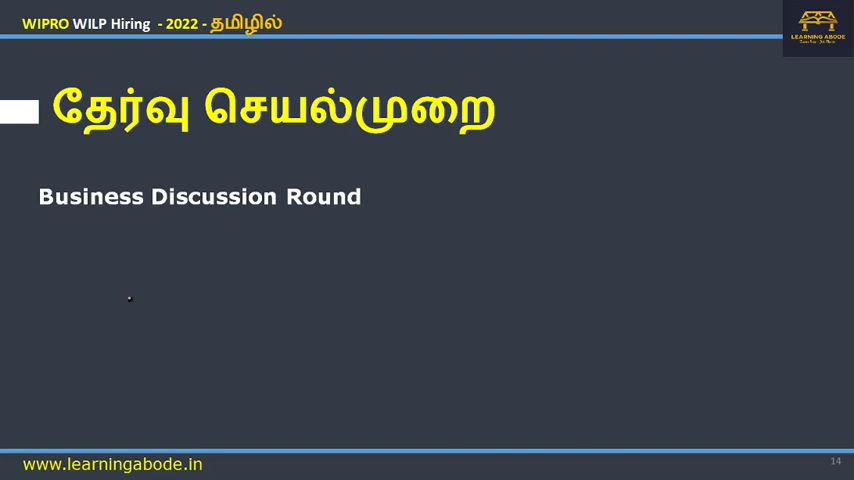 WIPRO WILP Hiring - 2022 - தமிழில்
LEARNING ABODE
தேர்வு செயல்முறை
Business Discussion Round
www.learningabode.in
14